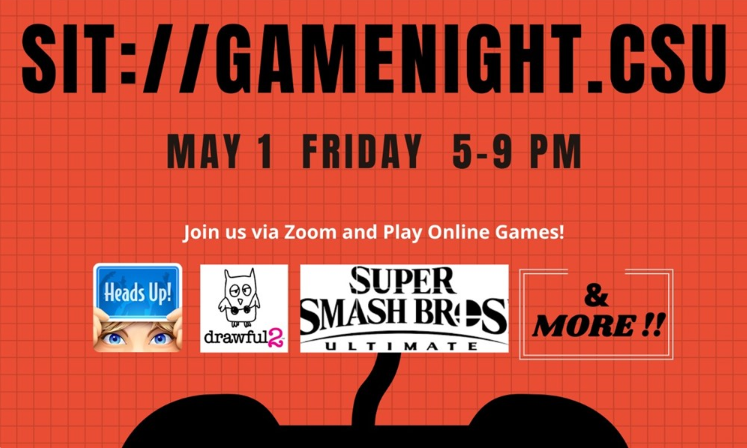 SIT://GAMENIGHT.CSU
MAY 1 FRIDAY 5-9 PM
Join us via Zoom and Play Online Games!
Heads Up!
drawful2
SUPER
SMASH BROS
ULTIMATE
&
MORE !!